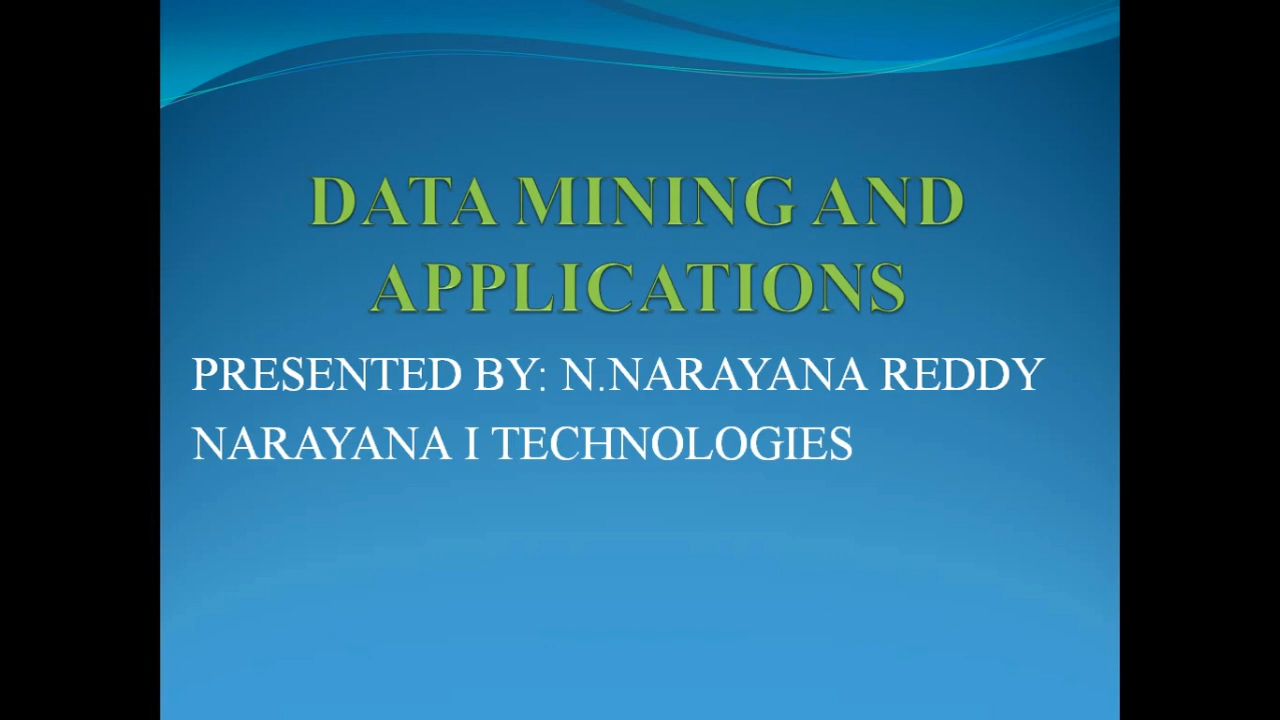 DATA MINING AND
APPLICATIONS
PRESENTED BY: N.NARAYANA REDDY
NARAYANA I TECHNOLOGIES